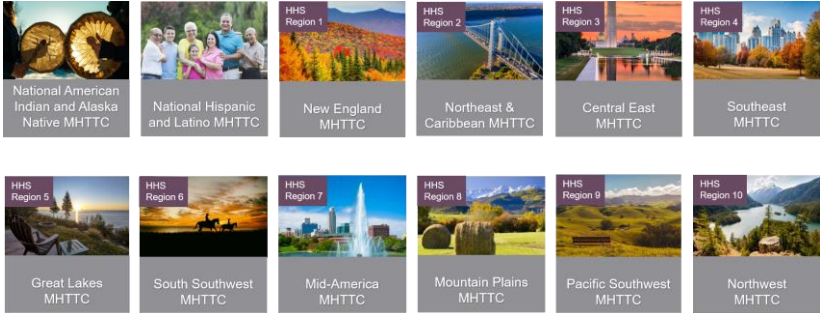 National American
Indian and Alaska
Native MHTTC
National Hispanic
and Latino MHTTC
HHS
Region 1
New England
MHTTC
HHS
Region 2
Northeast &
Caribbean MHTTC
HHS
Region 3
Central East
MHTTC
HHS
Region 4
Southeast
MHTTC
HHS
Region 5
Great Lakes
MHTTC
HHS
Region 6
South Southwest
MHTTC
HHS
Region 7
Mid-America
MHTTC
HHS
Region 8
Mountain Plains
MHTTC
HHS
Region 9
Pacific Southwest
MHTTC
HHS
Region 10
Northwest
MHTTC